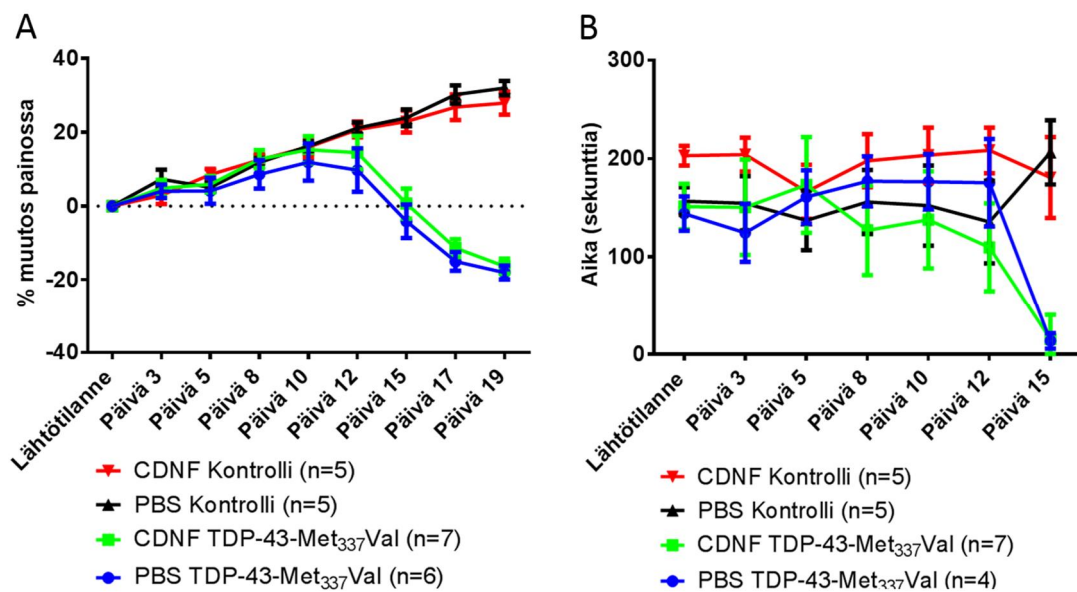 A
% muutos painossa
40
20
0
-20
-40
Lähtötilanne
Päivä 3
Päivä 5
Päivä 8
Päivä 10
Päivä 12
Päivä 15
Päivä 17
Päivä 19
CDNF Kontrolli (n=5)
PBS Kontrolli (n=5)
CDNF TDP-43-Met₃₃₇Val (n=7)
PBS TDP-43-Met₃₃₇Val (n=6)
B
Aika (sekunttia)
300
200
100
0
Lähtötilanne
Päivä 3
Päivä 5
Päivä 8
Päivä 10
Päivä 12
Päivä 15
CDNF Kontrolli (n=5)
PBS Kontrolli (n=5)
CDNF TDP-43-Met₃₃₇Val (n=7)
PBS TDP-43-Met₃₃₇Val (n=4)